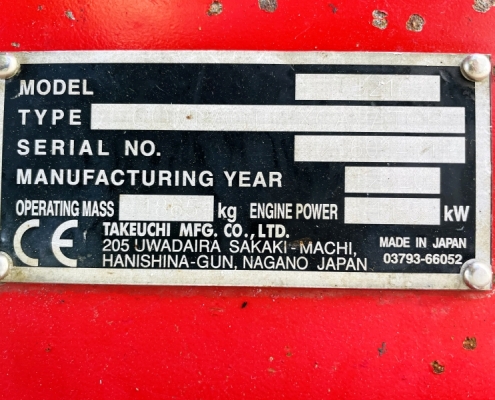 MODEL
TYPE
SERIAL NO.
MANUFACTURING YEAR
OPERATING MASS kg ENGINE POWER kW
CE TAKEUCHI MFG. CO., LTD.
205 UWADAIRA SAKAKI-MACHI,
HANISHINA-GUN, NAGANO JAPAN
MADE IN JAPAN
03793-66052